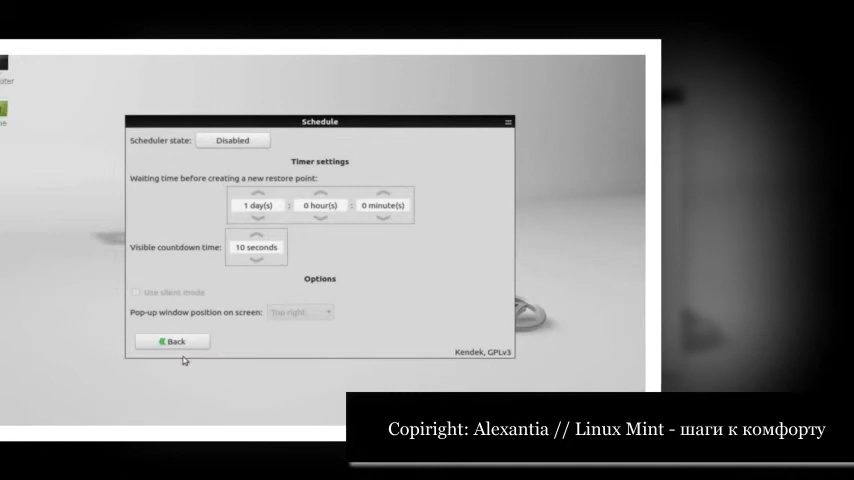 uter
Schedule
Scheduler state: Disabled
Timer settings
Waiting time before creating a new restore point:
1 day(s) : 0 hour(s) : 0 minute(s)
Visible countdown time: 10 seconds
Options
Use silent mode
Pop-up window position on screen: Top right
Back
Kendek, GPLv3
Copiright: Alexantia // Linux Mint - шаги к комфорту